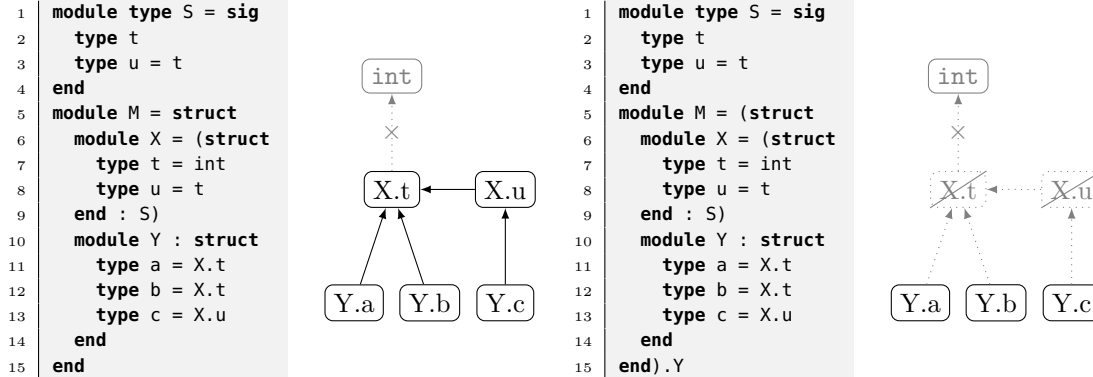 1 module type S = sig
2 type t
3 type u = t
4 end
5 module M = struct
6 module X = (struct
7 type t = int
8 type u = t
9 end : S)
10 module Y : struct
11 type a = X.t
12 type b = X.t
13 type c = X.u
14 end
15 end
int
×
X.t X.u
Y.a Y.b Y.c
1 module type S = sig
2 type t
3 type u = t
4 end
5 module M = (struct
6 module X = (struct
7 type t = int
8 type u = t
9 end : S)
10 module Y : struct
11 type a = X.t
12 type b = X.t
13 type c = X.u
14 end
15 end).Y
int
×
X.t X.u
Y.a Y.b Y.c